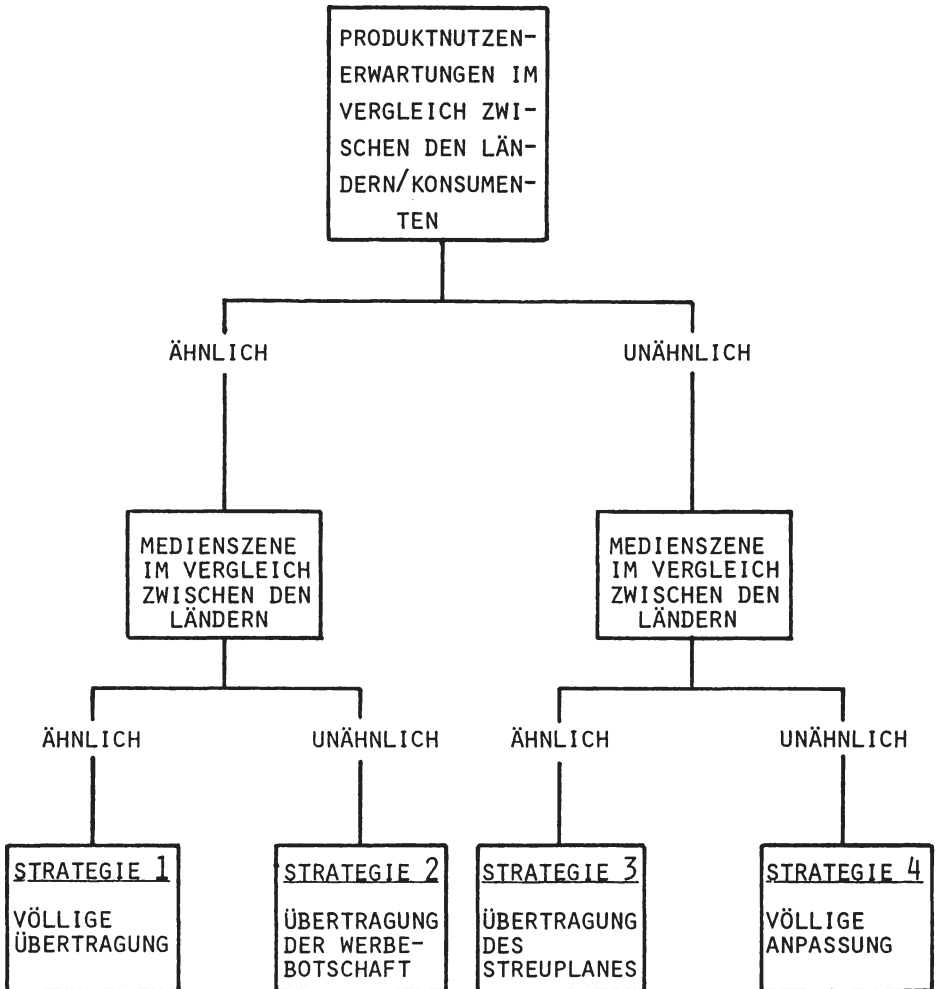 PRODUKTNUTZEN-
ERWARTUNGEN IM
VERGLEICH ZWI-
SCHEN DEN LÄN-
DERN/KONSUMEN-
TEN
ÄHNLICH
UNÄHNLICH
MEDIENSZENE
IM VERGLEICH
ZWISCHEN DEN
LÄNDERN
MEDIENSZENE
IM VERGLEICH
ZWISCHEN DEN
LÄNDERN
ÄHNLICH
UNÄHNLICH
ÄHNLICH
UNÄHNLICH
STRATEGIE 1
VÖLLIGE
ÜBERTRAGUNG
STRATEGIE 2
ÜBERTRAGUNG
DER WERBE-
BOTSCHAFT
STRATEGIE 3
ÜBERTRAGUNG
DES
STREUPLANES
STRATEGIE 4
VÖLLIGE
ANPASSUNG